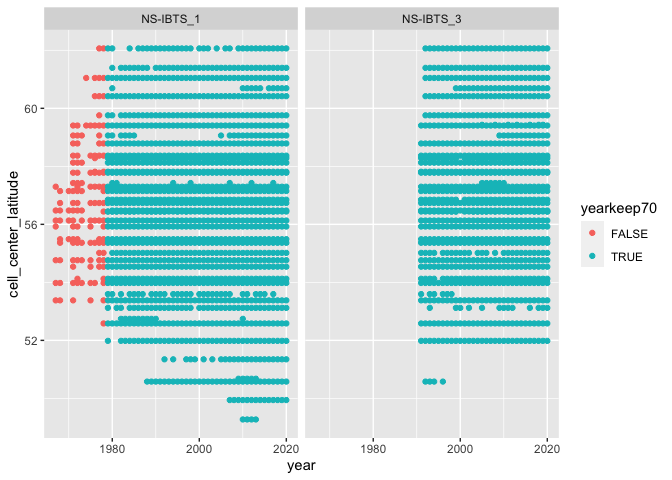 NS-IBTS_1 NS-IBTS_3
60
56
52
cell_center_latitude
1980 2000 2020 1980 2000 2020
year
yearkeep70
FALSE
TRUE